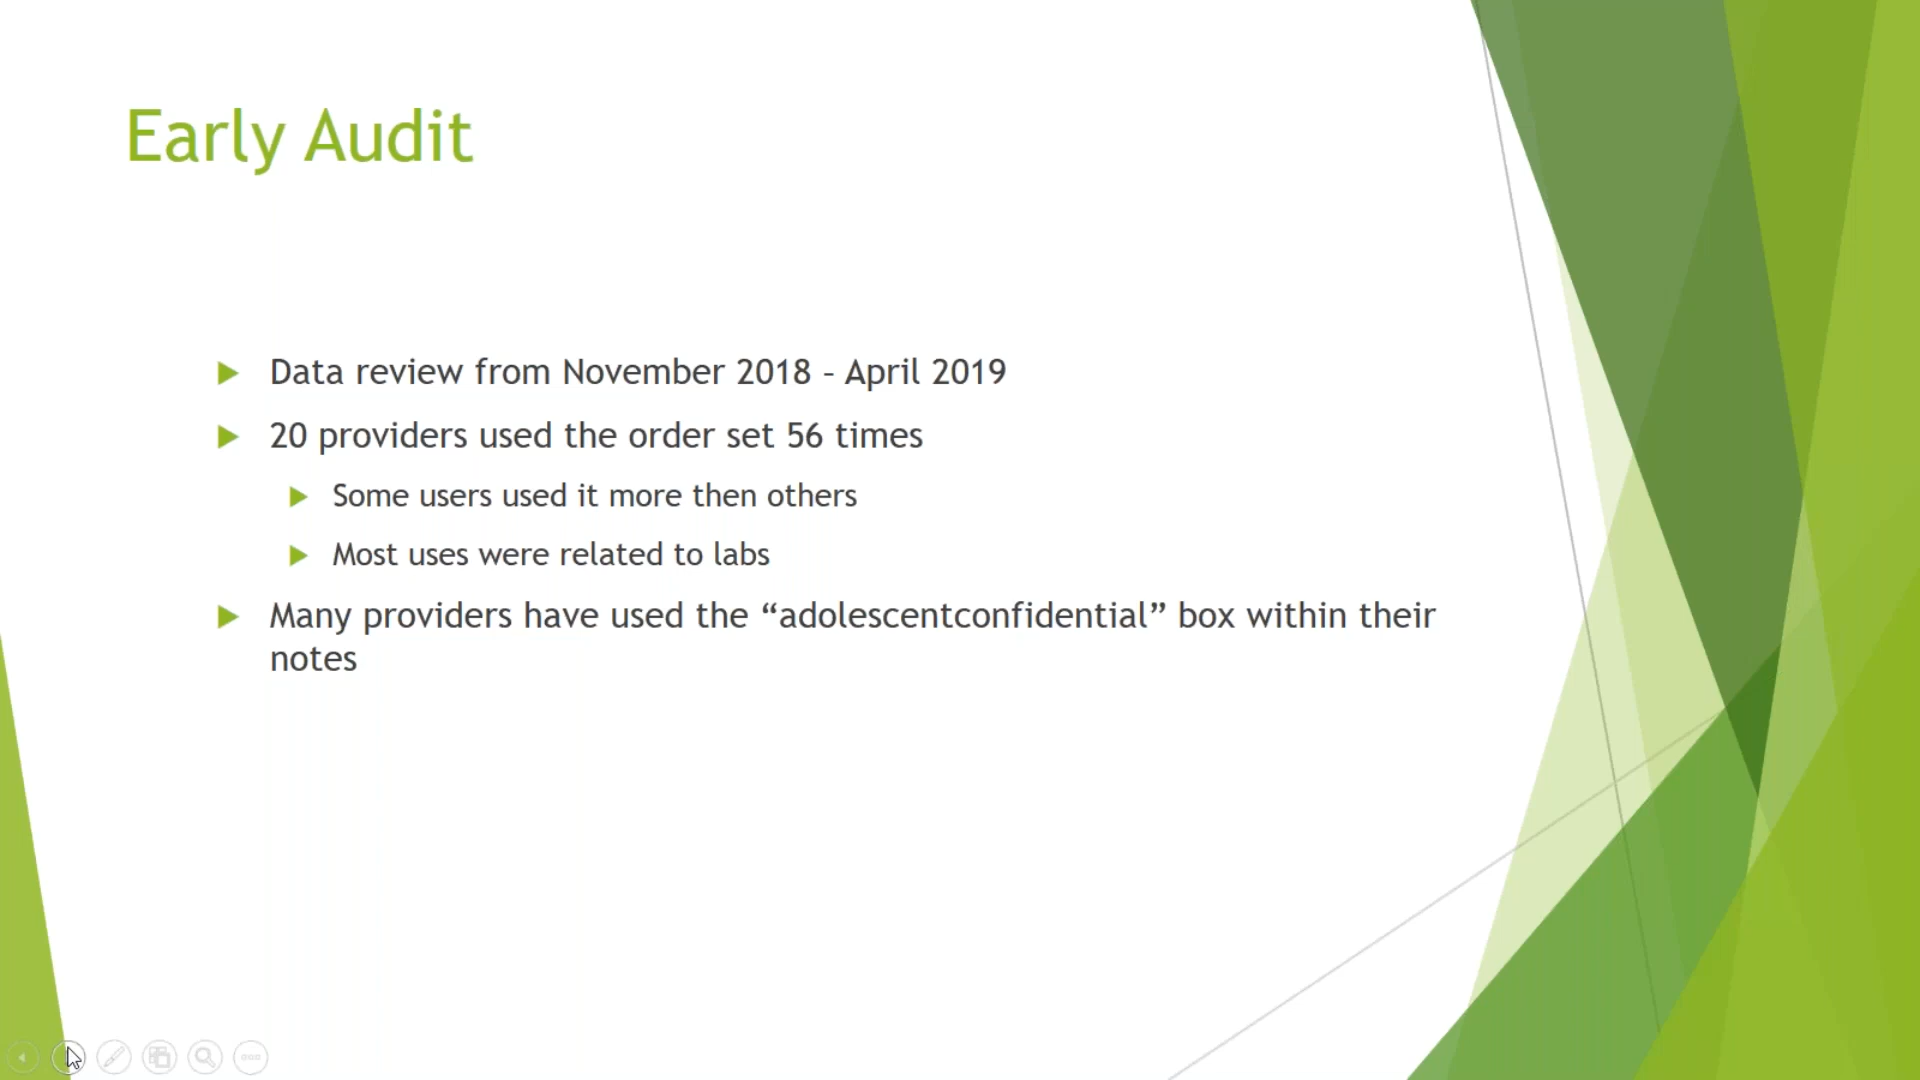 Early Audit
Data review from November 2018 – April 2019
20 providers used the order set 56 times
Some users used it more then others
Most uses were related to labs
Many providers have used the “adolescentconfidential” box within their
notes